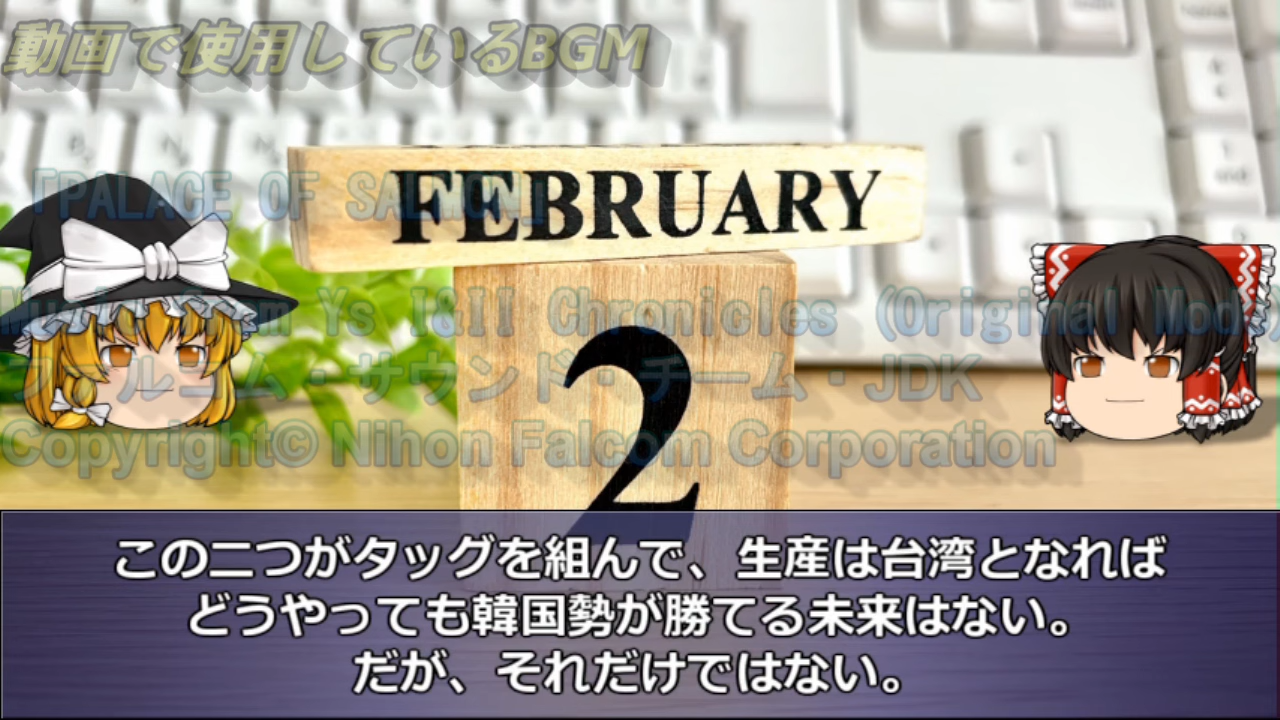 動画で使用しているBGM
「PALACE OF SALMON」
FEBRUARY
Music from Ys I&II Chronicles (Original Mode)
ファルコム・サウンド・チーム・JDK
Copyright© Nihon Falcom Corporation
2
この二つがタッグを組んで、生産は台湾となれば
どうやっても韓国勢が勝てる未来はない。
だが、それだけではない。